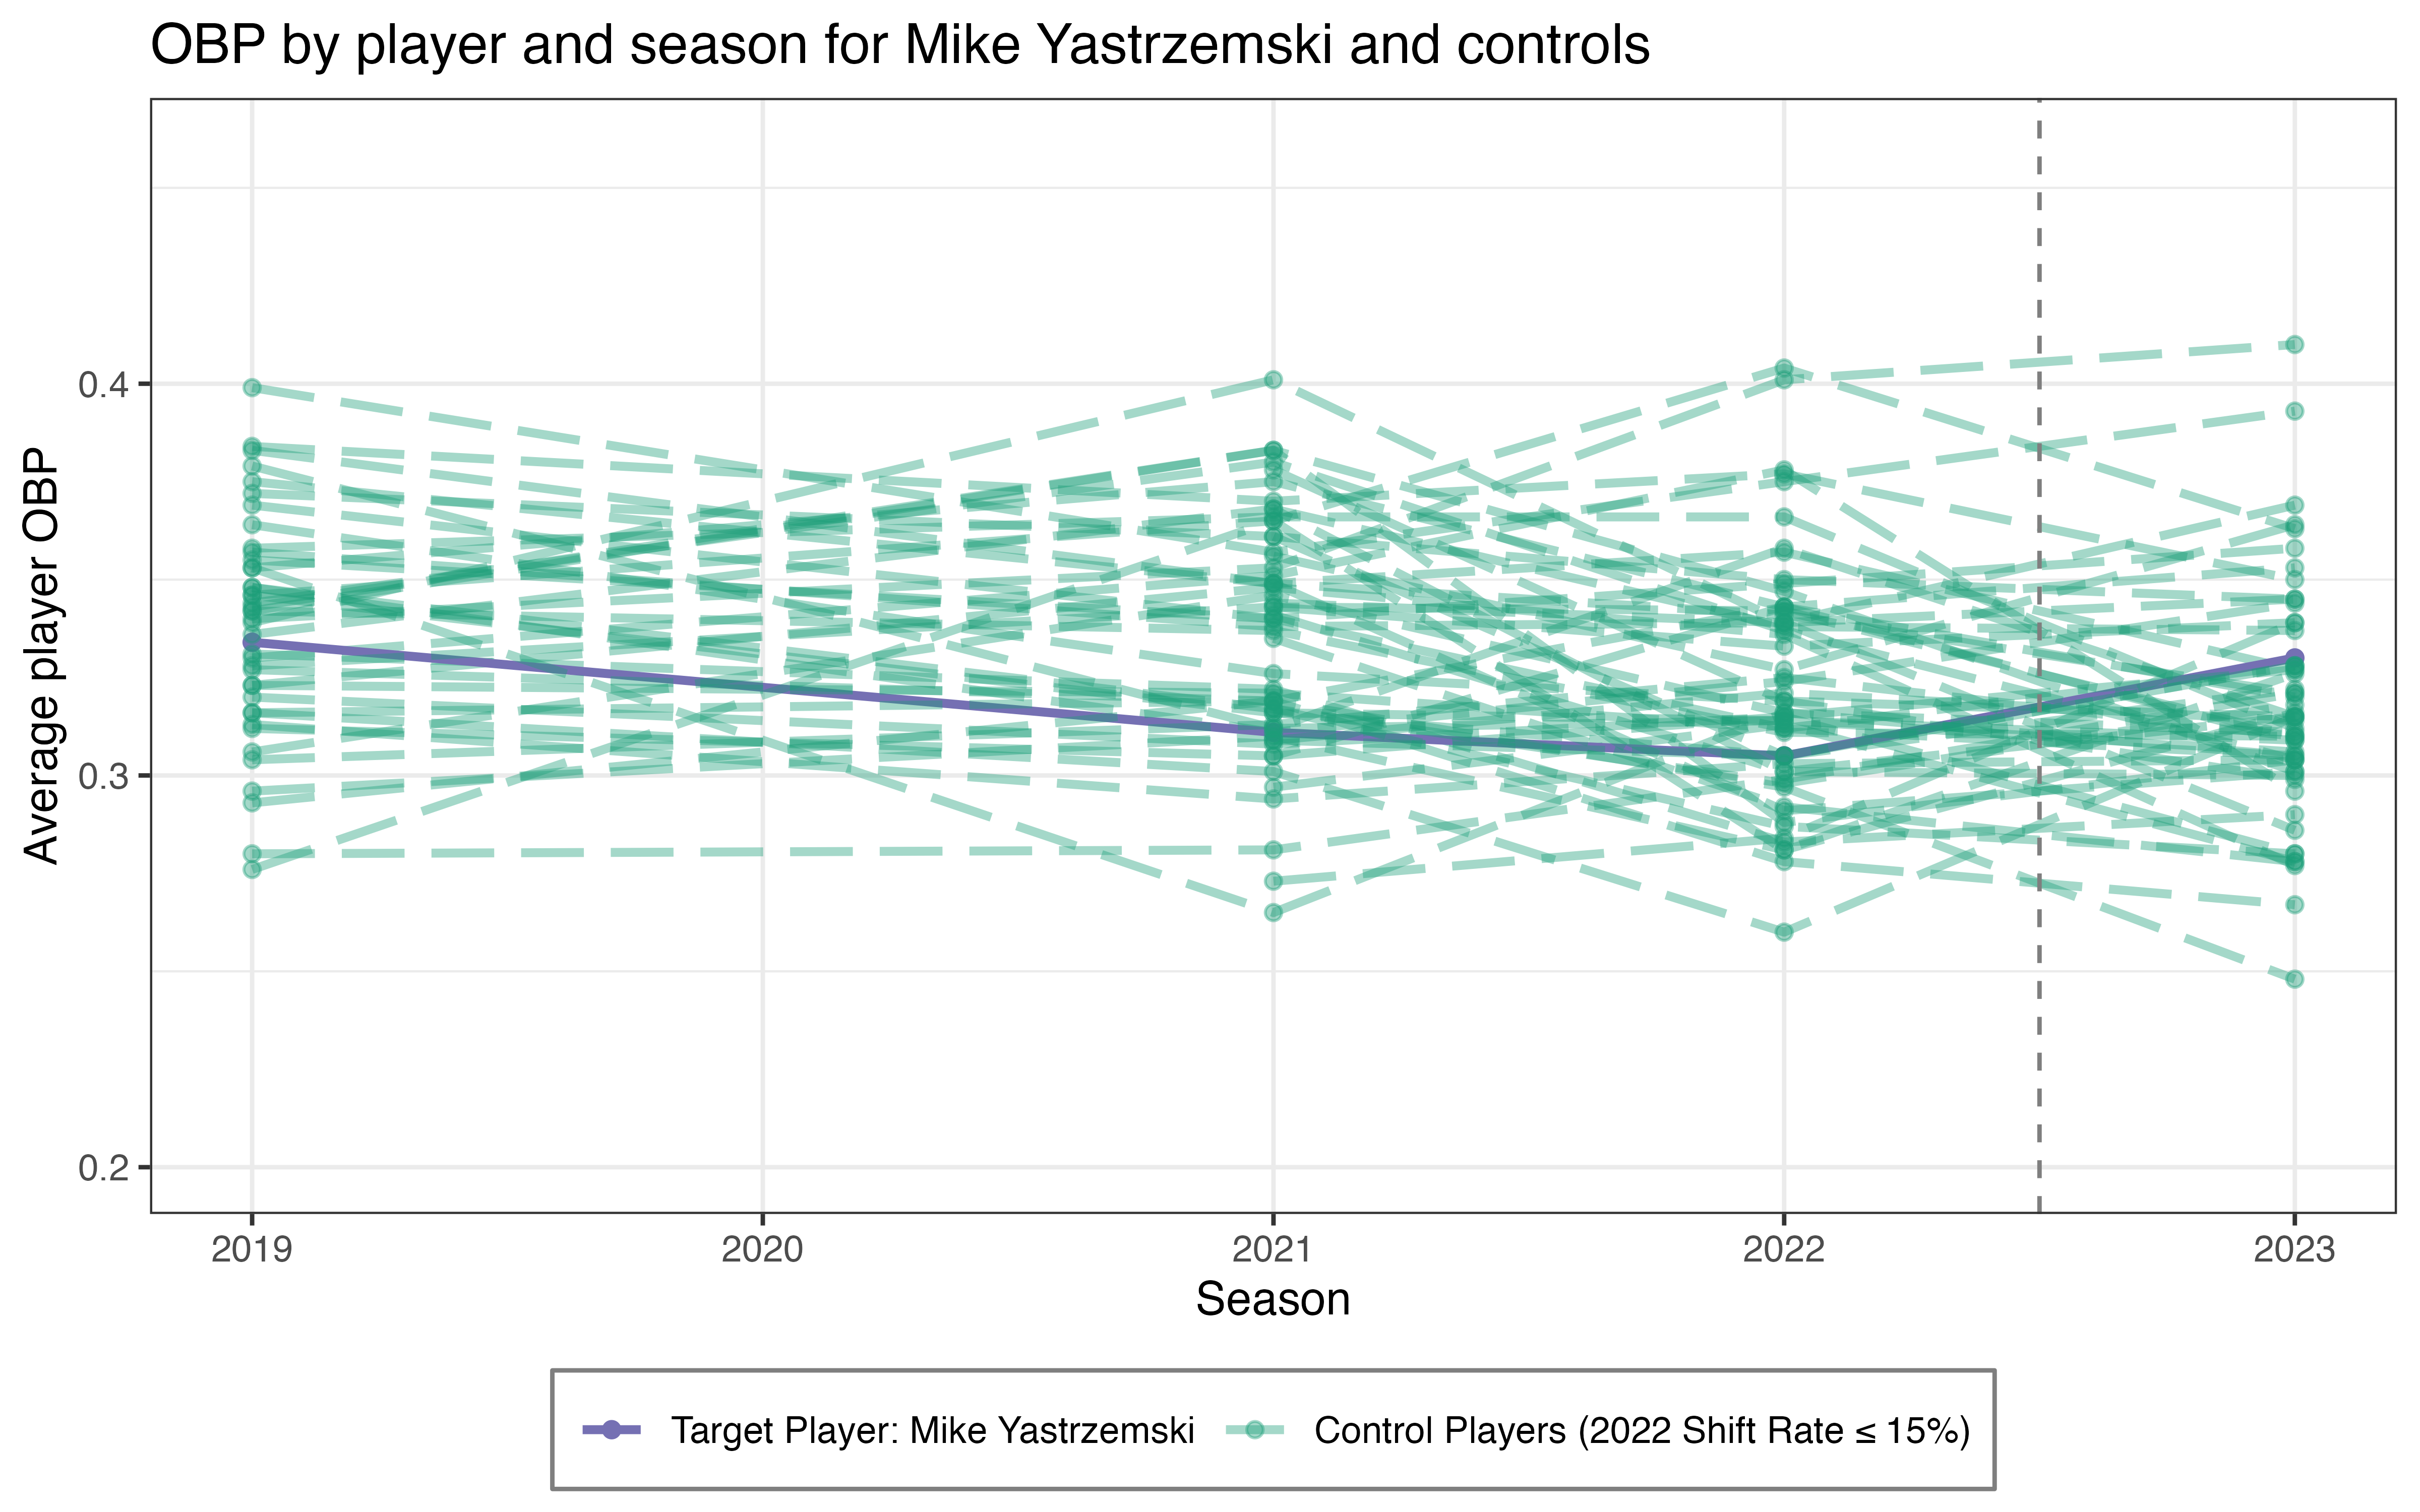 OBP by player and season for Mike Yastrzemski and controls
Average player OBP
0.4
0.3
0.2
2019 2020 2021 2022 2023
Season
Target Player: Mike Yastrzemski Control Players (2022 Shift Rate ≤ 15%)